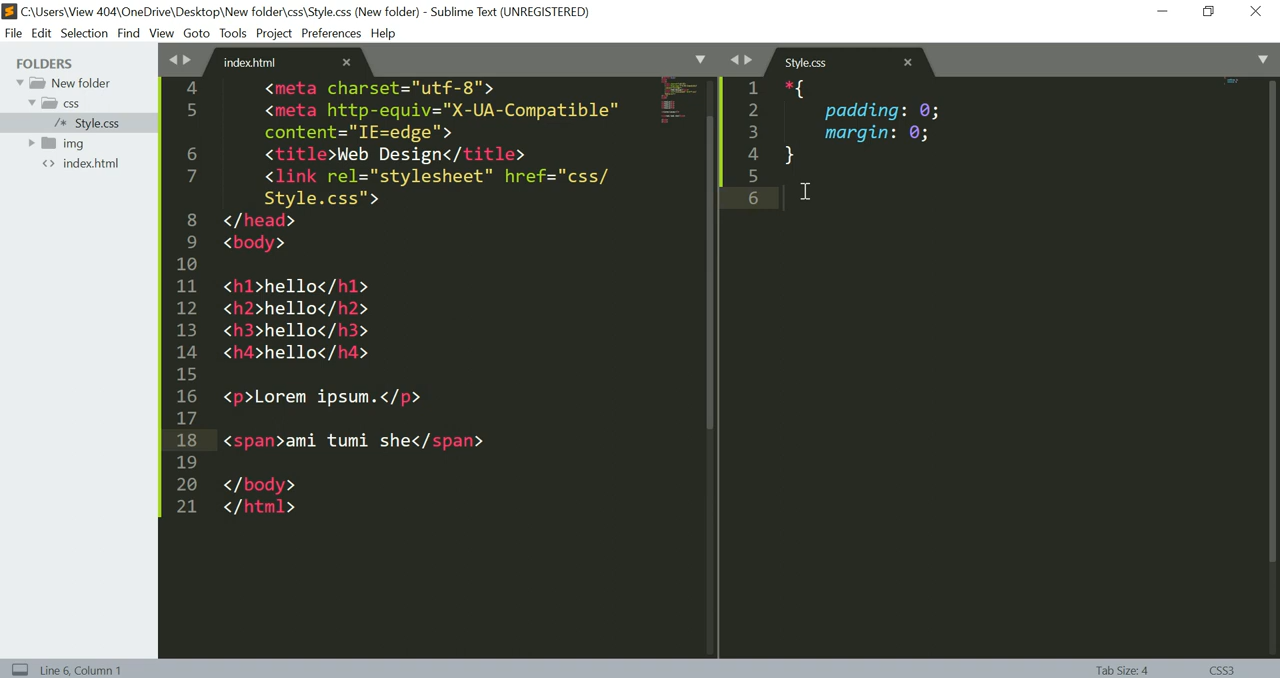 C:\Users\View 404\OneDrive\Desktop\New folder\css\Style.css (New folder) - Sublime Text (UNREGISTERED)
File Edit Selection Find View Goto Tools Project Preferences Help
FOLDERS
New folder
css
/* Style.css
img
<> index.html
index.html
4 <meta charset="utf-8">
5 <meta http-equiv="X-UA-Compatible"
content="IE=edge">
6 <title>Web Design</title>
7 <link rel="stylesheet" href="css/
Style.css">
8 </head>
9 <body>
10
11 <h1>hello</h1>
12 <h2>hello</h2>
13 <h3>hello</h3>
14 <h4>hello</h4>
15
16 <p>Lorem ipsum.</p>
17
18 <span>ami tumi she</span>
19
20 </body>
21 </html>
Style.css
1 *{
2 padding: 0;
3 margin: 0;
4 }
5
6
Line 6, Column 1
Tab Size: 4
CSS3